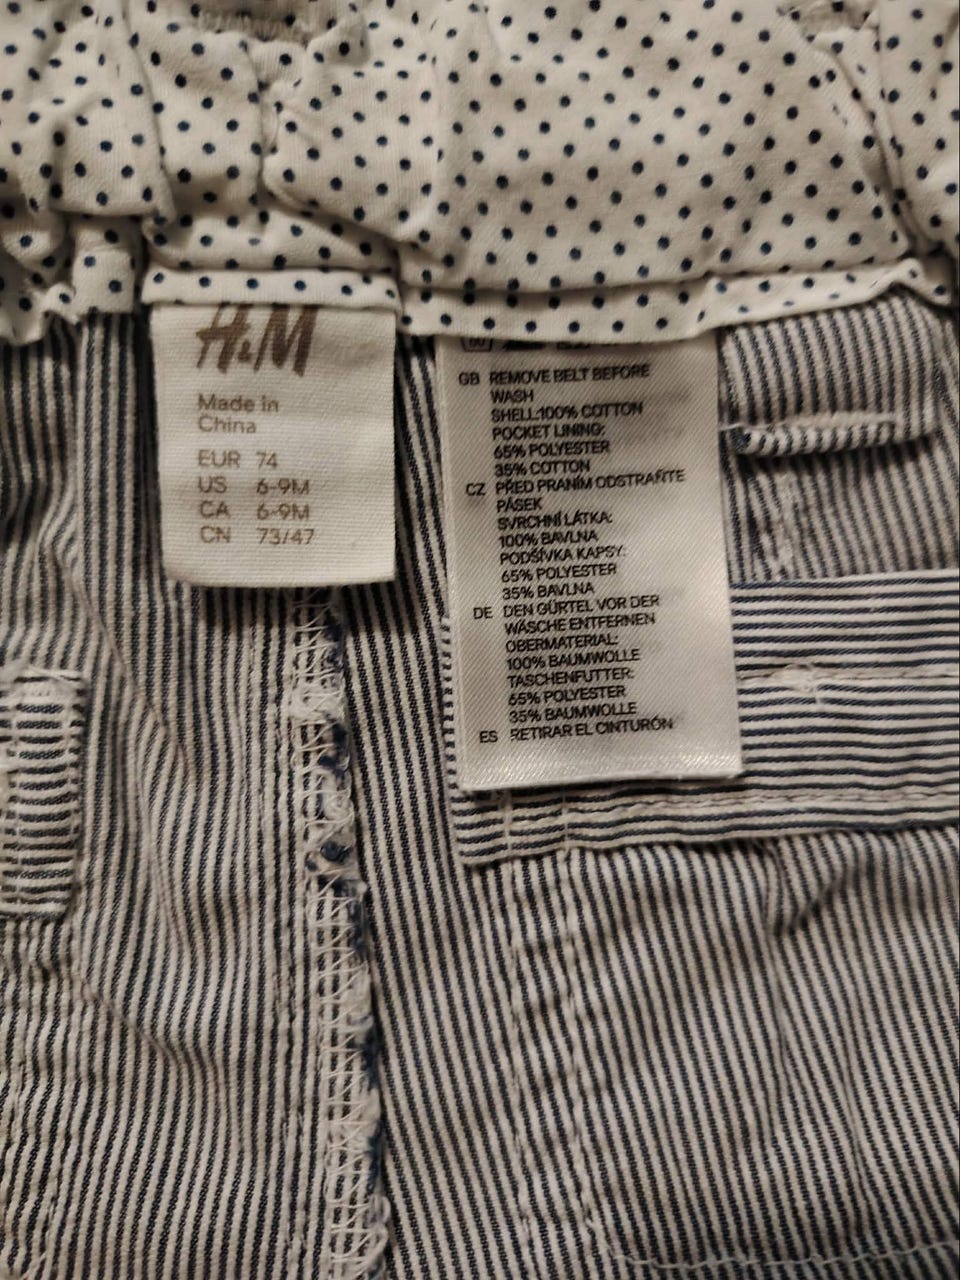 H&M
Made in
China
EUR 74
US 6-9M
CA 6-9M
CN 73/47
GB REMOVE BELT BEFORE
WASH
SHELL:100% COTTON
POCKET LINING:
65% POLYESTER
35% COTTON
CZ PŘED PRANÍM ODSTRAŇTE
PÁSEK
SVRCHNÍ LÁTKA:
100% BAVLNA
PODŠÍVKA KAPSY:
65% POLYESTER
35% BAVLNA
DE DEN GÜRTEL VOR DER
WÄSCHE ENTFERNEN
OBERMATERIAL:
100% BAUMWOLLE
TASCHENFUTTER:
65% POLYESTER
35% BAUMWOLLE
ES RETIRAR EL CINTURÓN